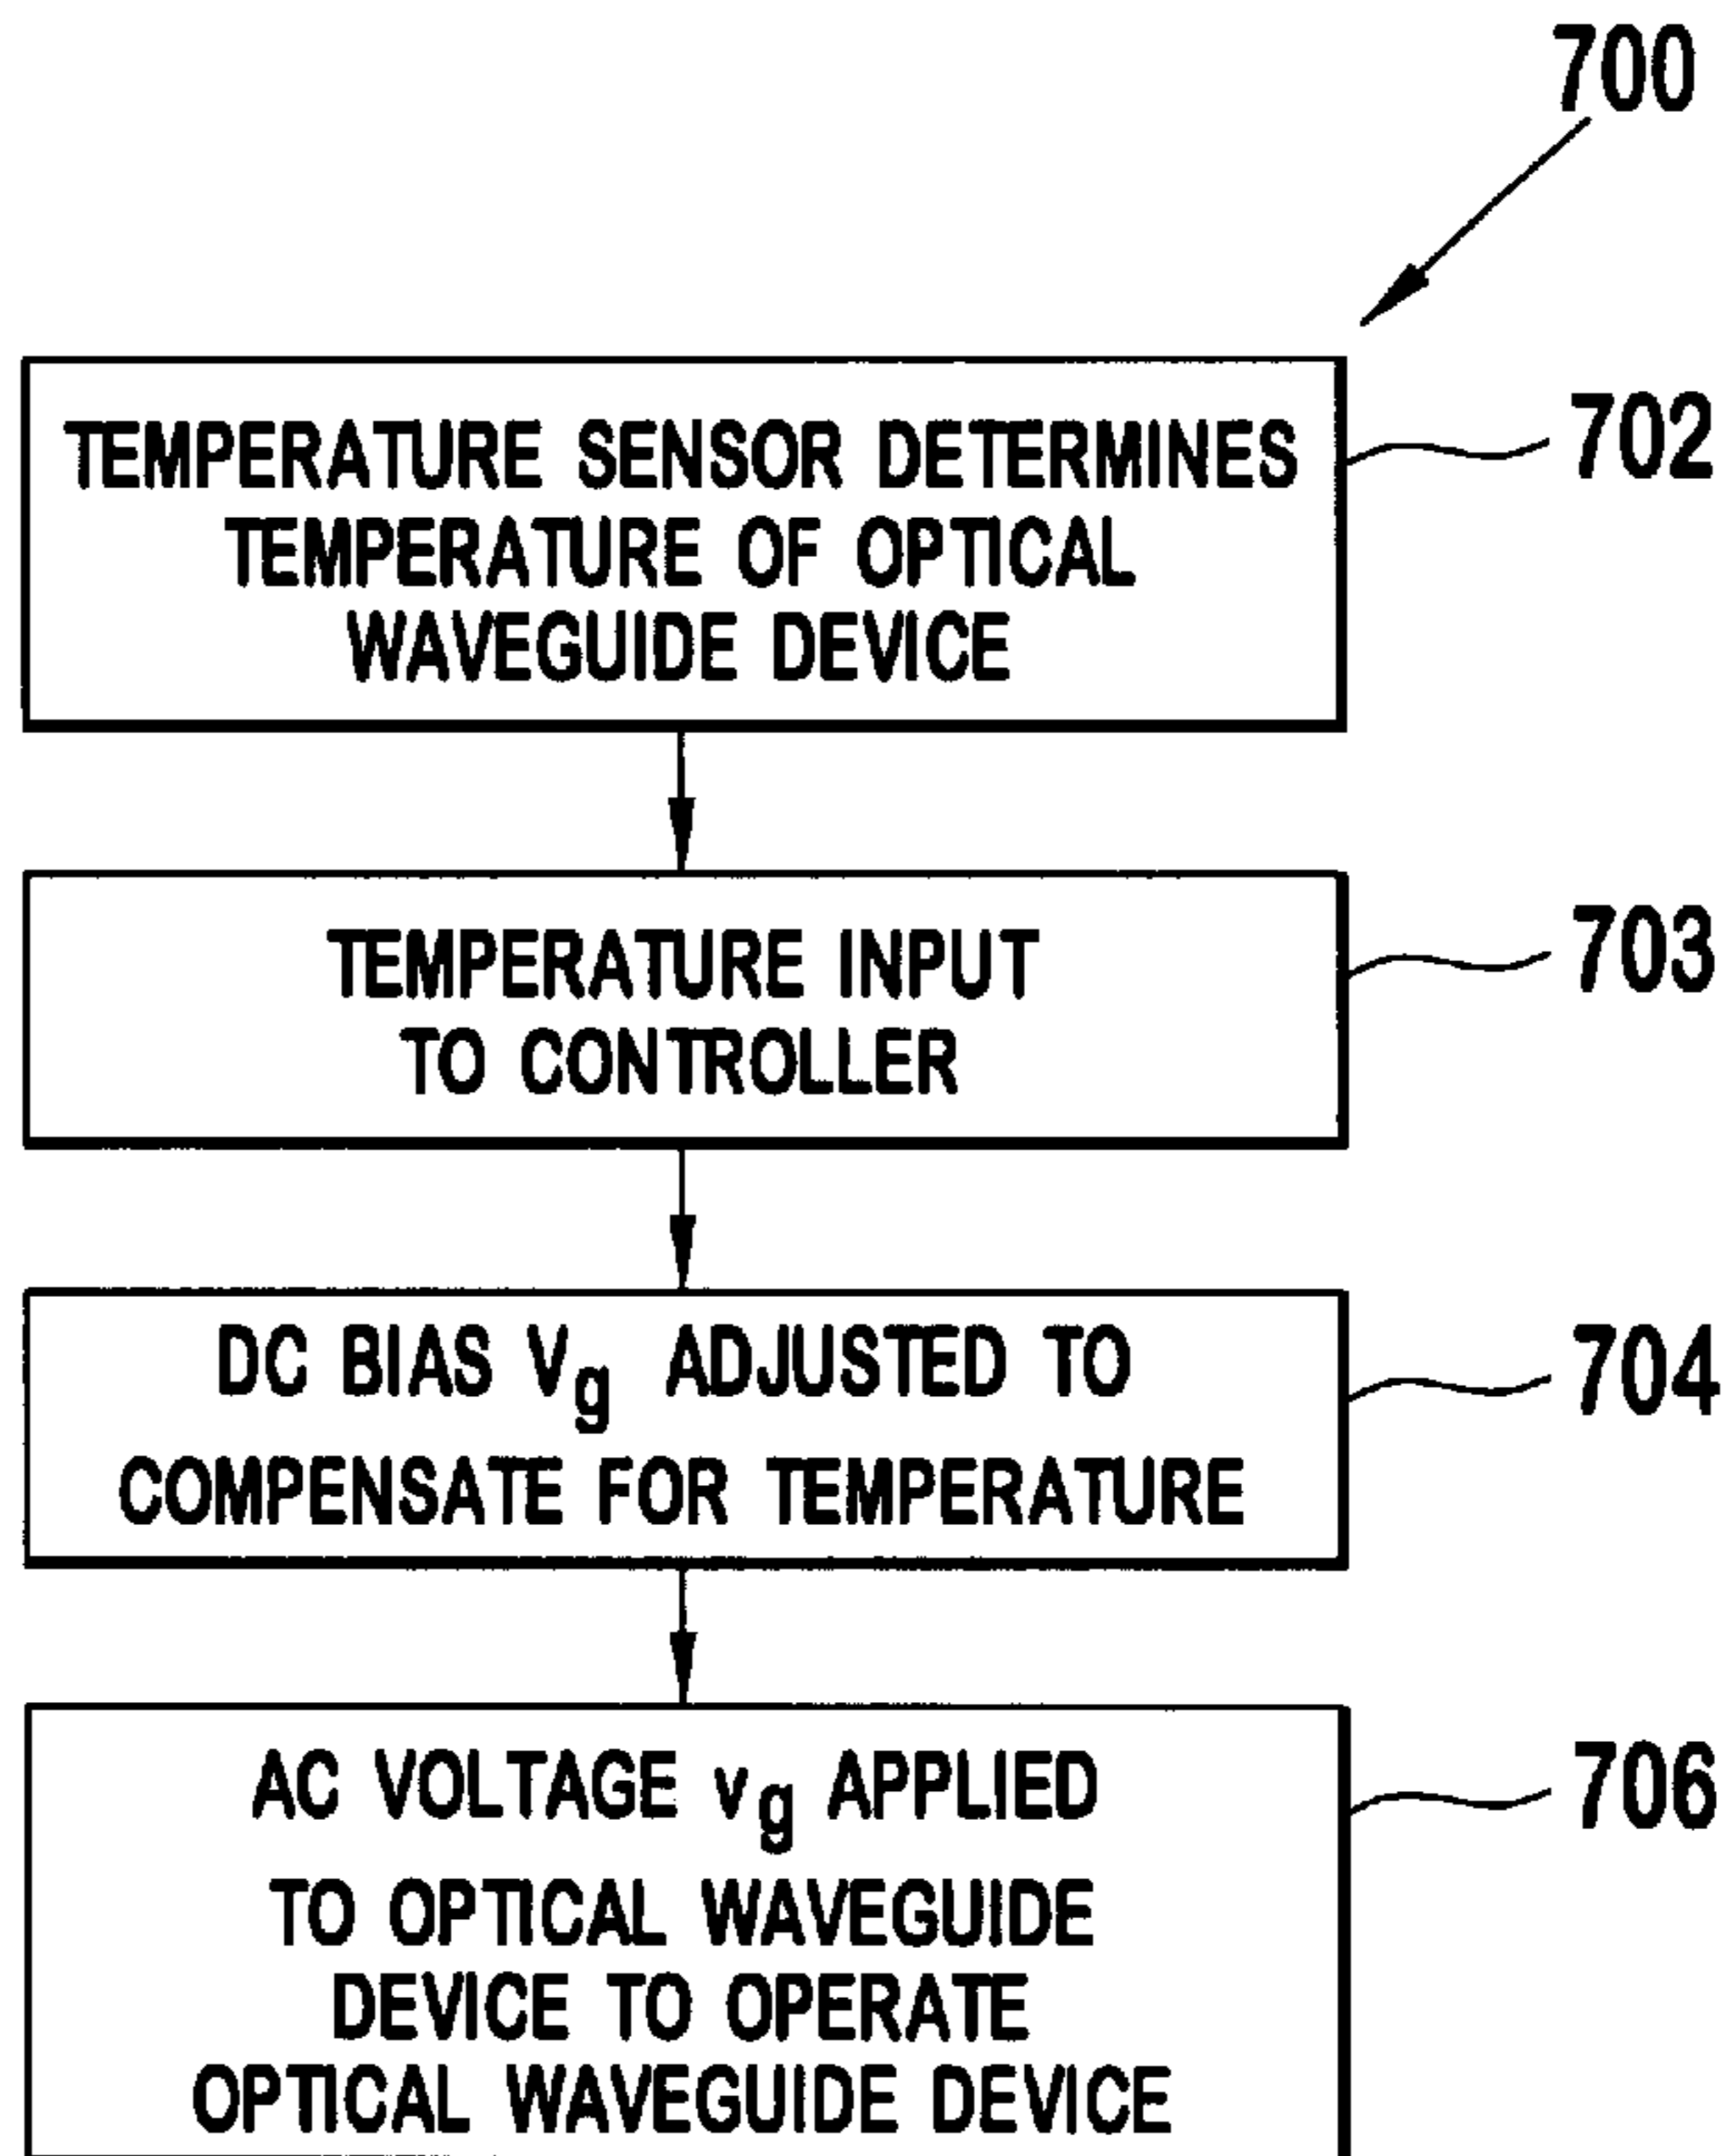 700
TEMPERATURE SENSOR DETERMINES
TEMPERATURE OF OPTICAL
WAVEGUIDE DEVICE
702
TEMPERATURE INPUT
TO CONTROLLER
703
DC BIAS Vg ADJUSTED TO
COMPENSATE FOR TEMPERATURE
704
AC VOLTAGE vg APPLIED
TO OPTICAL WAVEGUIDE
DEVICE TO OPERATE
OPTICAL WAVEGUIDE DEVICE
706